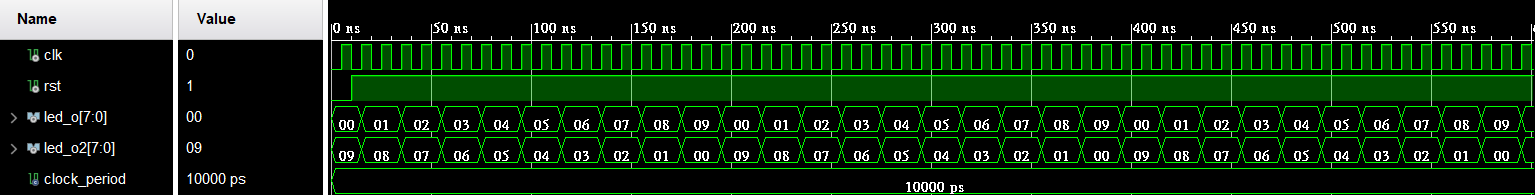 Name Value 0 ns 50 ns 100 ns 150 ns 200 ns 250 ns 300 ns 350 ns 400 ns 450 ns 500 ns 550 ns
clk 0
rst 1
led_o[7:0] 00 00 01 02 03 04 05 06 07 08 09 00 01 02 03 04 05 06 07 08 09 00 01 02 03 04 05 06 07 08 09
led_o2[7:0] 09 09 08 07 06 05 04 03 02 01 00 09 08 07 06 05 04 03 02 01 00 09 08 07 06 05 04 03 02 01 00
clock_period 10000 ps 10000 ps